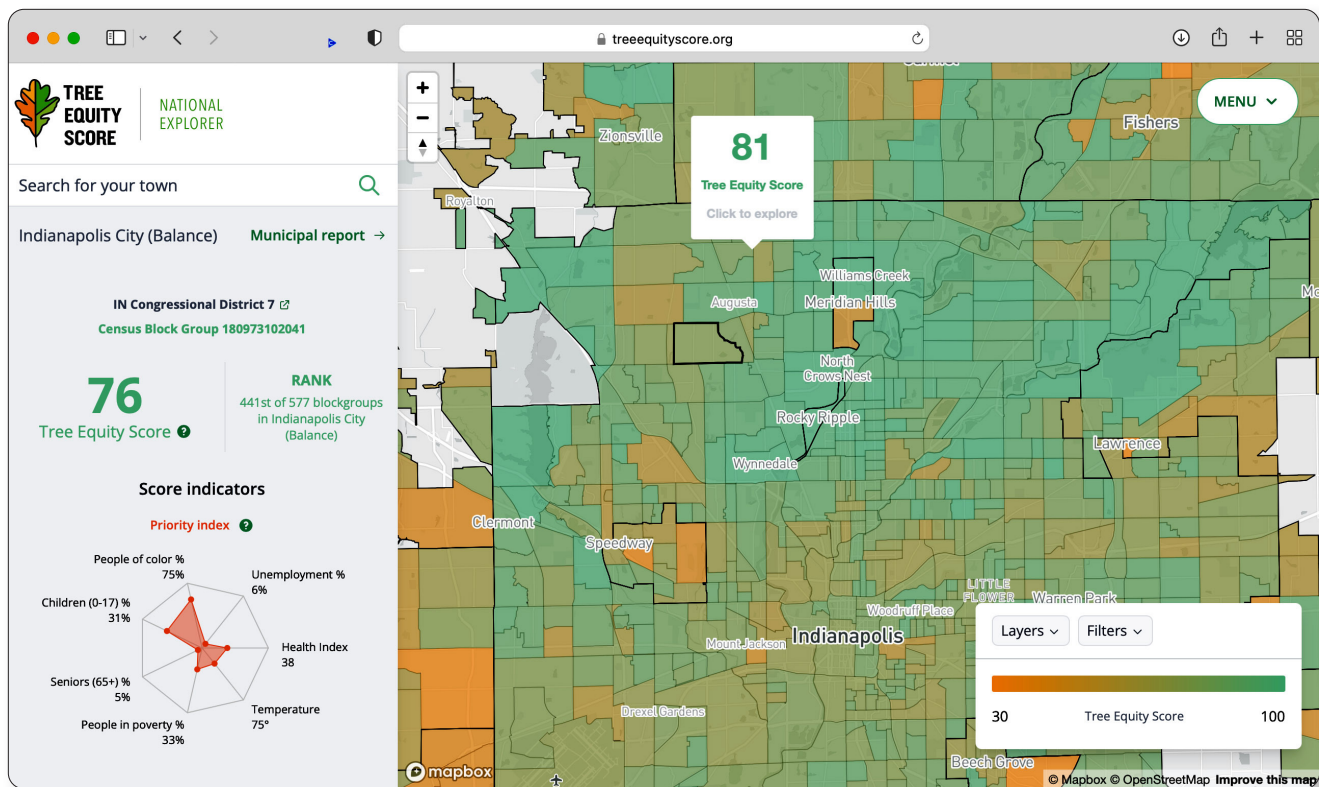 treeequityscore.org
TREE
EQUITY
SCORE
NATIONAL
EXPLORER
Search for your town
Indianapolis City (Balance)
Municipal report →
IN Congressional District 7
Census Block Group 180973102041
76
Tree Equity Score ?
RANK
441st of 577 blockgroups
in Indianapolis City
(Balance)
Score indicators
Priority index ?
People of color %
75%
Unemployment %
6%
Children (0-17) %
31%
Health Index
38
Seniors (65+) %
5%
Temperature
75°
People in poverty %
33%
+
−
MENU
Carmel
Zionsville
Fishers
81
Tree Equity Score
Click to explore
Royalton
Williams Creek
Augusta
Meridian Hills
North
Crows Nest
Rocky Ripple
Lawrence
Wynnedale
Clermont
Speedway
LITTLE
FLOWER
Warren Park
Woodruff Place
Indianapolis
Mount Jackson
Drexel Gardens
Beech Grove
Layers
Filters
30
Tree Equity Score
100
mapbox
© Mapbox © OpenStreetMap Improve this map